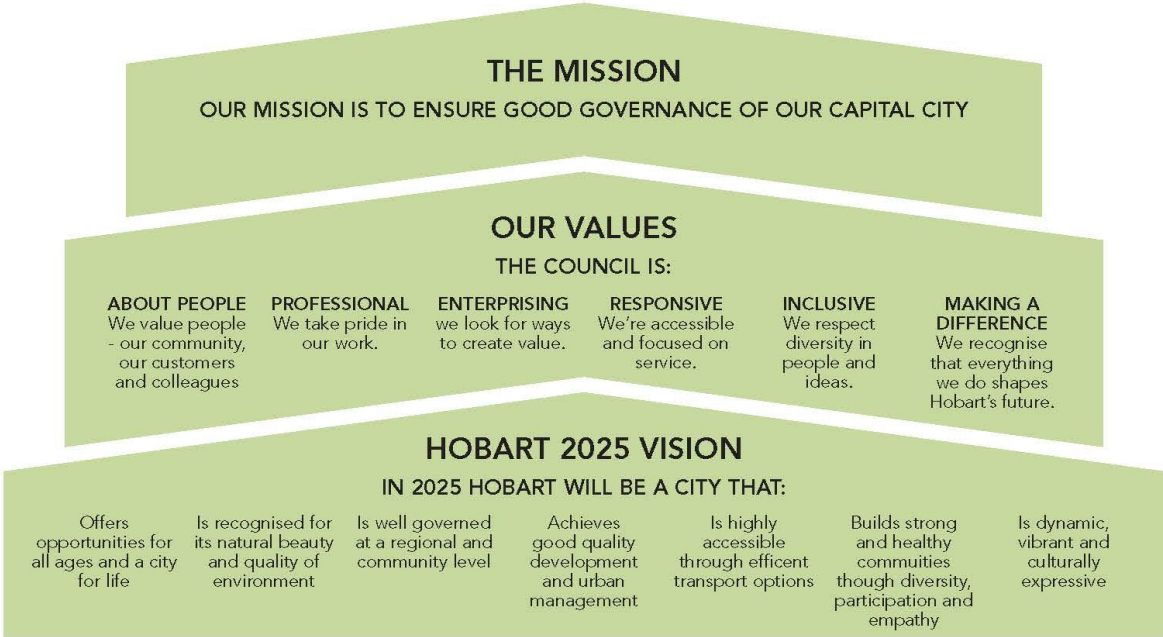 THE MISSION
OUR MISSION IS TO ENSURE GOOD GOVERNANCE OF OUR CAPITAL CITY
OUR VALUES
THE COUNCIL IS:
ABOUT PEOPLE
We value people
- our community,
our customers
and colleagues
PROFESSIONAL
We take pride in
our work.
ENTERPRISING
we look for ways
to create value.
RESPONSIVE
We're accessible
and focused on
service.
INCLUSIVE
We respect
diversity in
people and
ideas.
MAKING A
DIFFERENCE
We recognise
that everything
we do shapes
Hobart's future.
HOBART 2025 VISION
IN 2025 HOBART WILL BE A CITY THAT:
Offers
opportunities for
all ages and a city
for life
Is recognised for
its natural beauty
and quality of
environment
Is well governed
at a regional and
community level
Achieves
good quality
development
and urban
management
Is highly
accessible
through efficent
transport options
Builds strong
and healthy
commuities
though diversity,
participation and
empathy
Is dynamic,
vibrant and
culturally
expressive